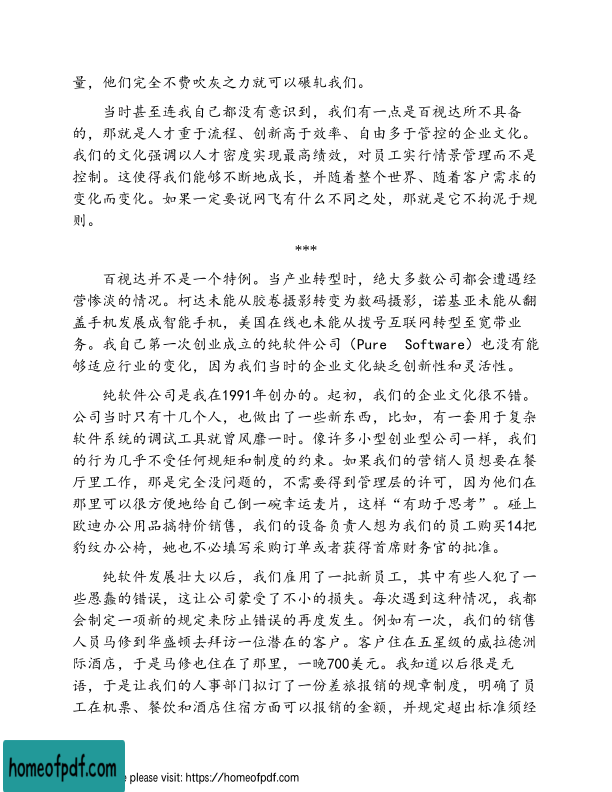 量，他们完全不费吹灰之力就可以碾轧我们。
当时甚至连我自己都没有意识到，我们有一点是百视达所不具备
的，那就是人才重于流程、创新高于效率、自由多于管控的企业文化。
我们的文化强调以人才密度实现最高绩效，对员工实行情景管理而不是
控制。这使得我们能够不断地成长，并随着整个世界、随着客户需求的
变化而变化。如果一定要说网飞有什么不同之处，那就是它不拘泥于规
则。
***
百视达并不是一个特例。当产业转型时，绝大多数公司都会遭遇经
营惨淡的情况。柯达未能从胶卷摄影转变为数码摄影，诺基亚未能从翻
盖手机发展成智能手机，美国在线也未能从拨号互联网转型至宽带业
务。我自己第一次创业成立的纯软件公司（Pure Software）也没有能
够适应行业的变化，因为我们当时的企业文化缺乏创新性和灵活性。
纯软件公司是我在1991年创办的。起初，我们的企业文化很不错。
公司当时只有十几个人，也做出了一些新东西，比如，有一套用于复杂
软件系统的调试工具就曾风靡一时。像许多小型创业型公司一样，我们
的行为几乎不受任何规矩和制度的约束。如果我们的营销人员想要在餐
厅里工作，那是完全没问题的，不需要得到管理层的许可，因为他们在
那里可以很方便地给自己倒一碗幸运麦片，这样“有助于思考”。碰上
欧迪办公用品搞特价销售，我们的设备负责人想为我们的员工购买14把
豹纹办公椅，她也不必填写采购订单或者获得首席财务官的批准。
纯软件发展壮大以后，我们雇用了一批新员工，其中有些人犯了一
些愚蠢的错误，这让公司蒙受了不小的损失。每次遇到这种情况，我都
会制定一项新的规定来防止错误的再度发生。例如有一次，我们的销售
人员马修到华盛顿去拜访一位潜在的客户。客户住在五星级的威拉德洲
际酒店，于是马修也住在了那里，一晚700美元。我知道以后很是无
语，于是让我们的人事部门拟订了一份差旅报销的规章制度，明确了员
工在机票、餐饮和酒店住宿方面可以报销的金额，并规定超出标准须经
homeofpdf.com
please visit: https://homeofpdf.com